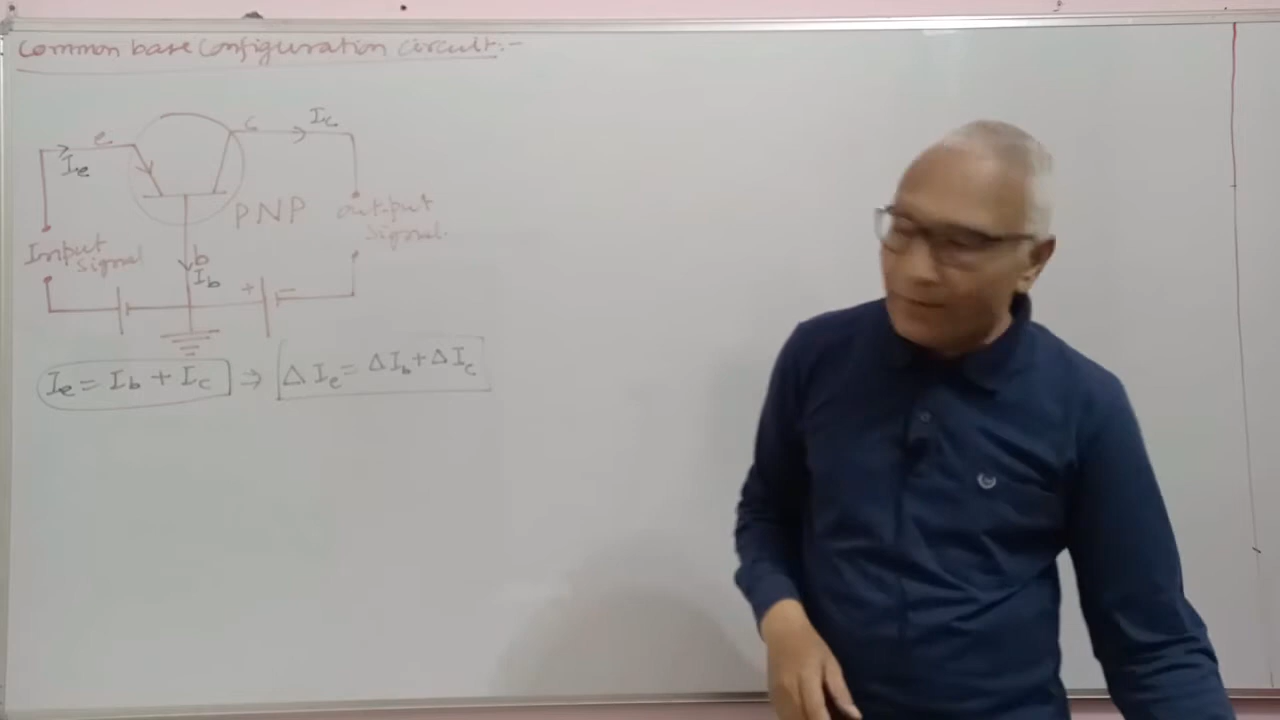 Common base Configuration circuit:-
e
c
Ic
Ie
PNP
output
signal.
Input
signal
b
Ib
+ -
Ie = Ib + Ic ⇒ ΔIe = ΔIb + ΔIc